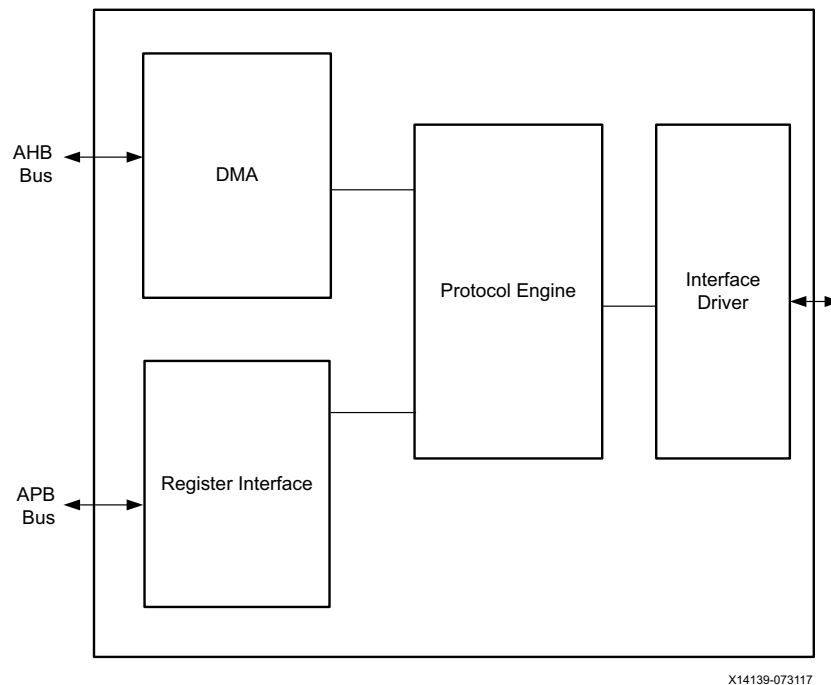 AHB
Bus
DMA
Protocol Engine
Interface
Driver
Register Interface
APB
Bus
X14139-073117